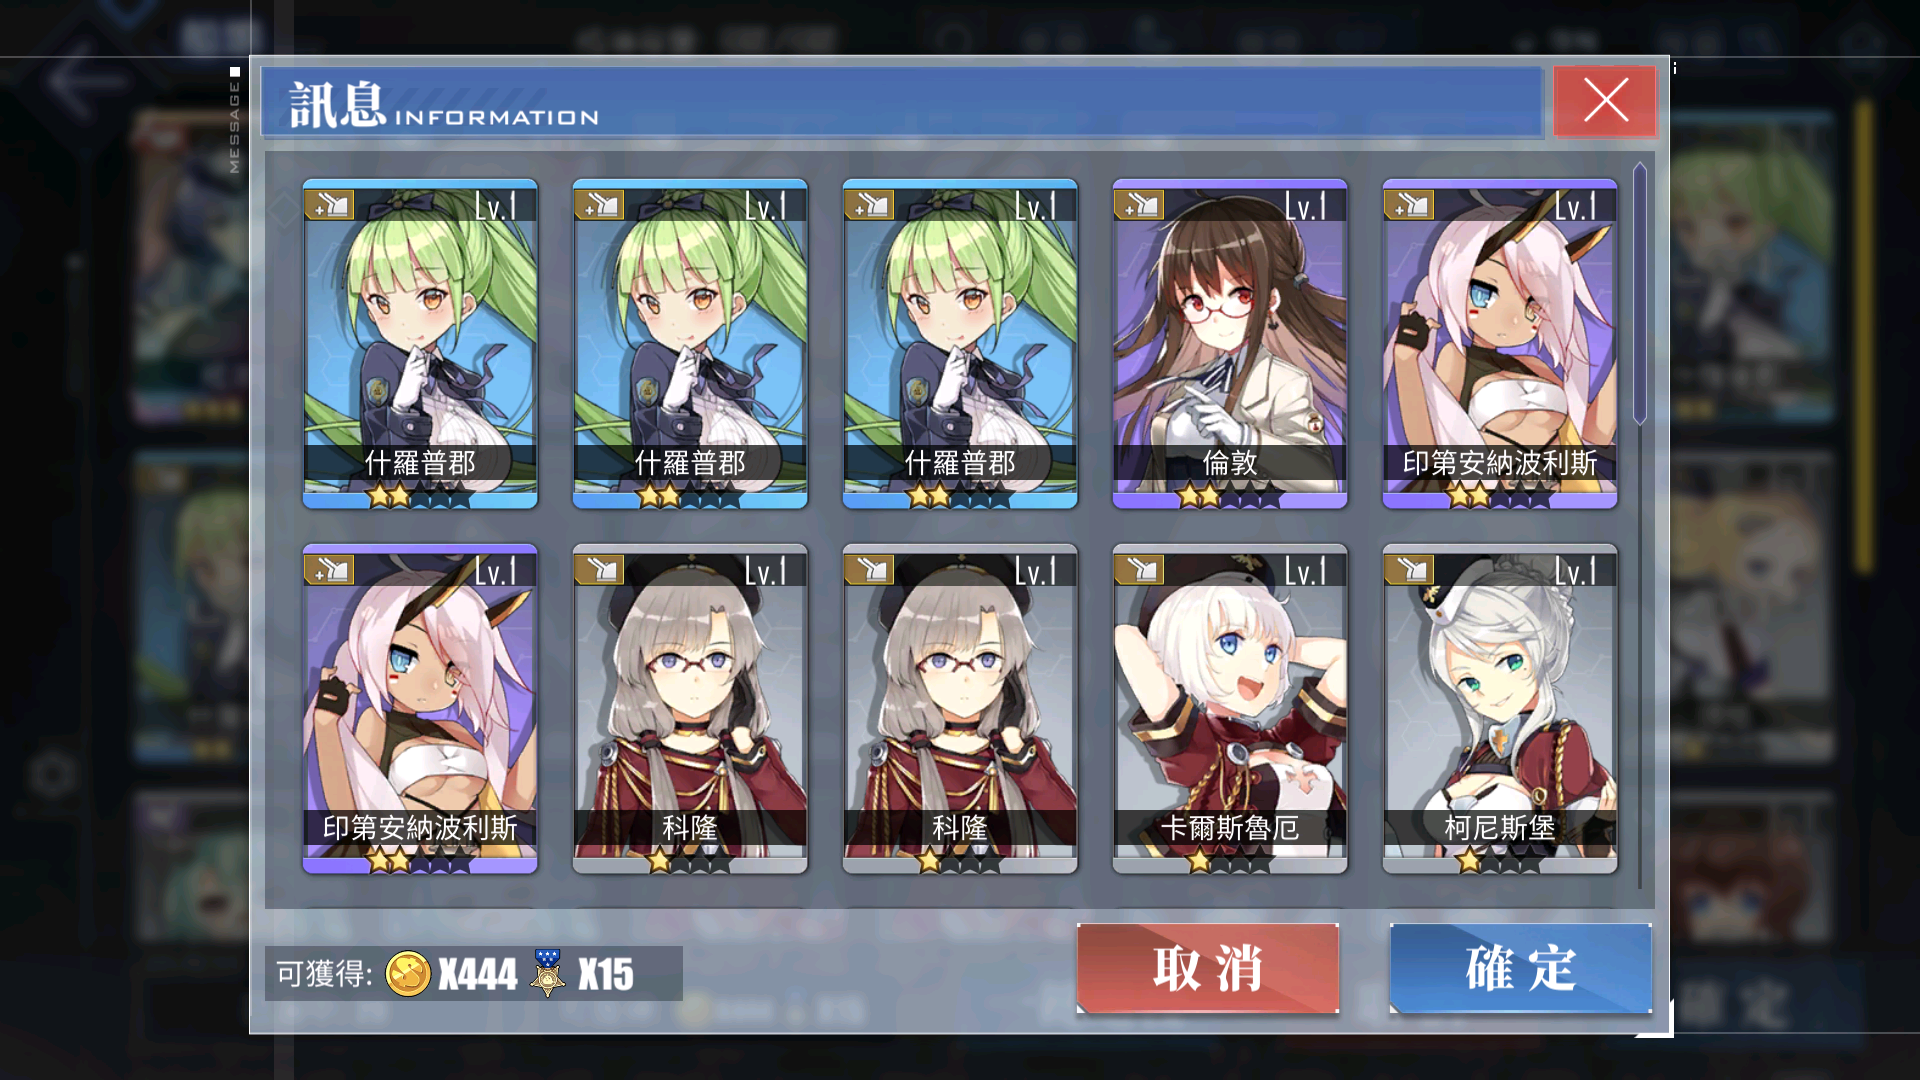 MESSAGE
訊息 INFORMATION
Lv.1 Lv.1 Lv.1 Lv.1 Lv.1
什羅普郡 什羅普郡 什羅普郡 倫敦 印第安納波利斯
Lv.1 Lv.1 Lv.1 Lv.1 Lv.1
印第安納波利斯 科隆 科隆 卡爾斯魯厄 柯尼斯堡
可獲得: X444 X15
取消 確定